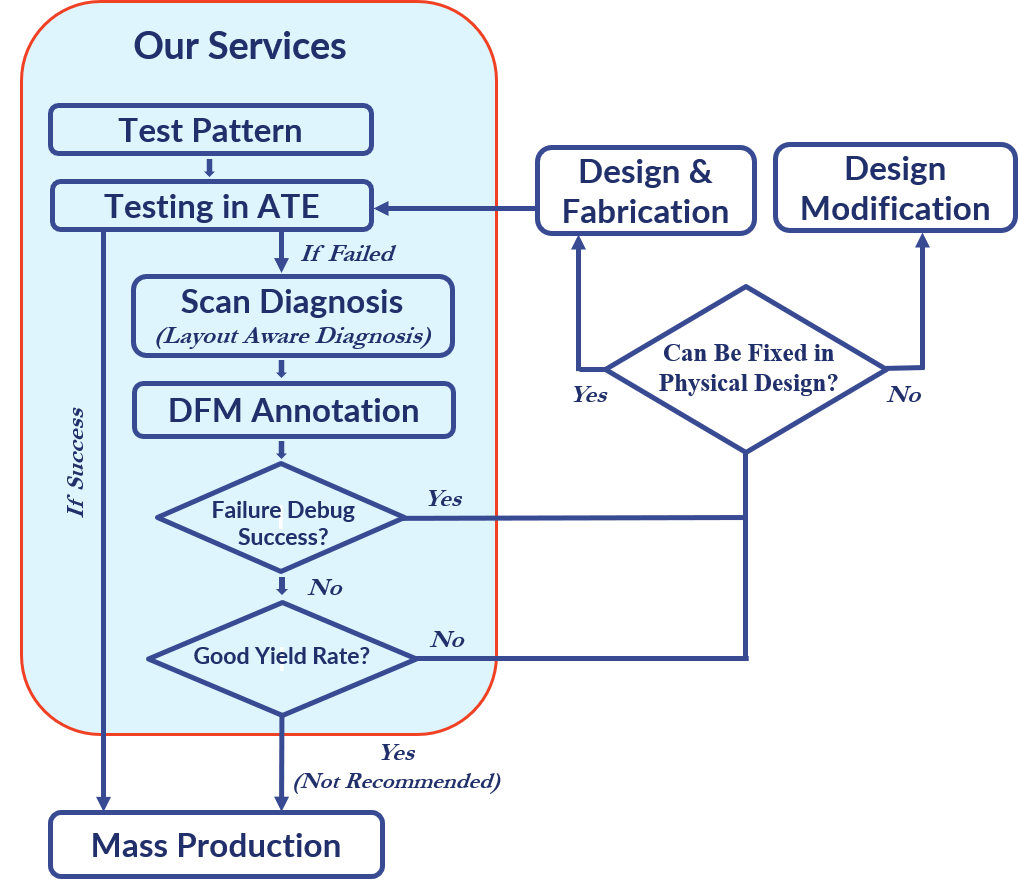 Our Services
Test Pattern
Testing in ATE
If Failed
Scan Diagnosis
(Layout Aware Diagnosis)
DFM Annotation
If Success
Failure Debug
Success?
Yes
No
Good Yield Rate?
No
Yes
(Not Recommended)
Mass Production
Design &
Fabrication
Design
Modification
Can Be Fixed in
Physical Design?
Yes
No